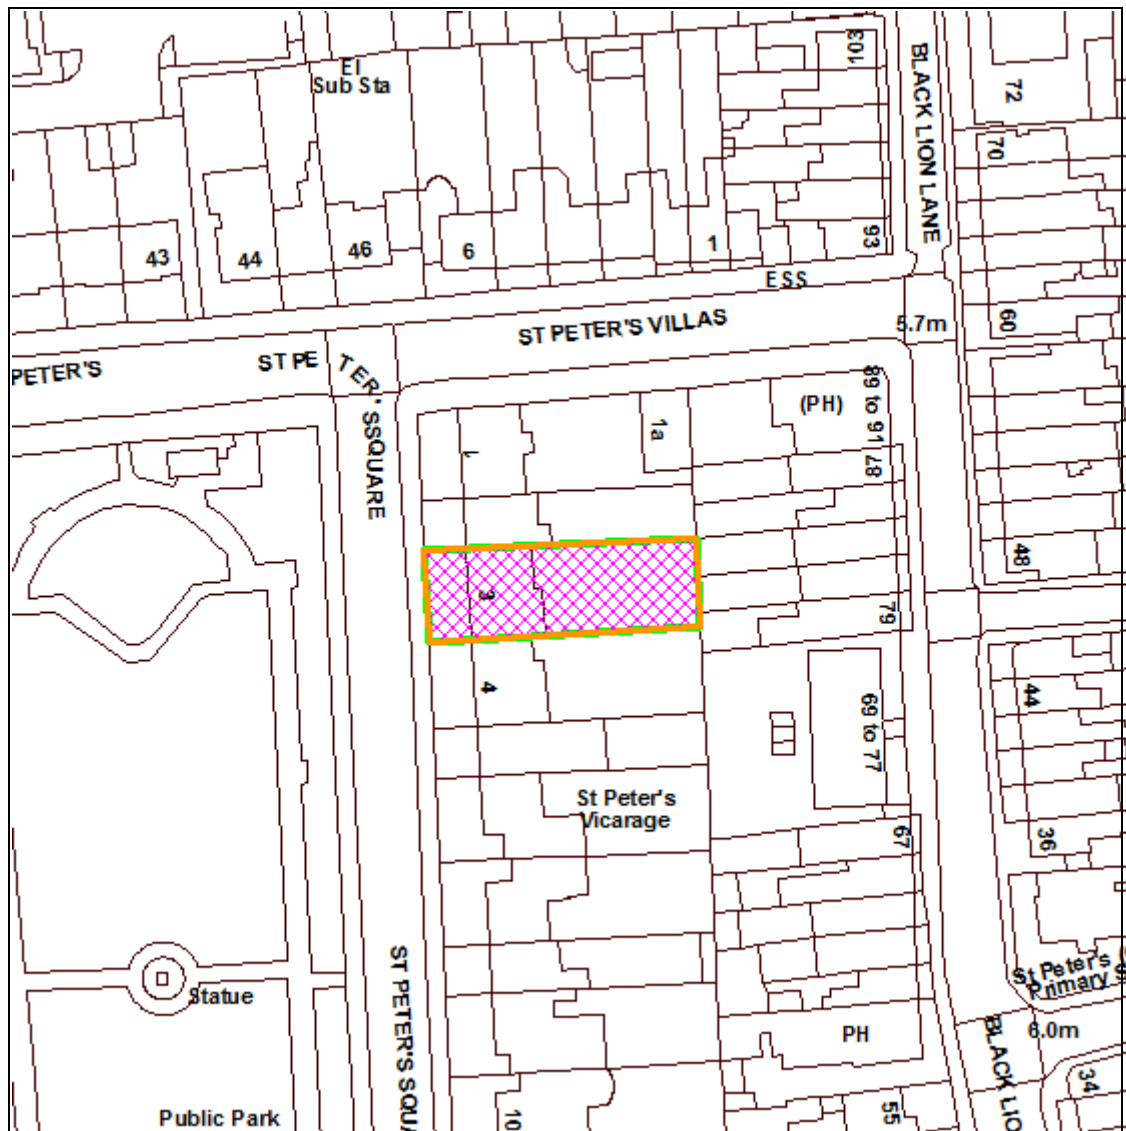 El
Sub Sta
103
BLACK LION LANE
72
70
43
44
46
6
1
93
ESS
ST PETER'S VILLAS
5.7m
60
PETER'S
ST PE
TER' SSQUARE
1a
(PH)
89 to 91
87
48
3
79
4
44
69 to 77
St Peter's
Vicarage
67
36
ST PETER'S SQUA
Statue
St Peter's
Primary S
PH
6.0m
BLACK LIO
34
Public Park
10
55